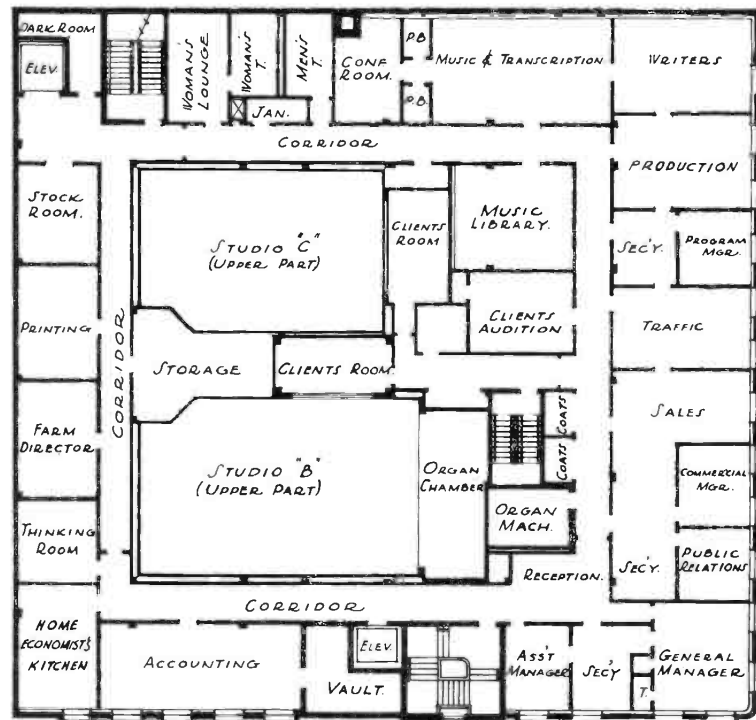 DARK ROOM
ELEV.
WOMAN'S
LOUNGE
WOMAN'S
T.
MEN'S
T.
JAN.
CONF
ROOM.
P.B.
P.B.
MUSIC & TRANSCRIPTION
WRITERS
CORRIDOR
PRODUCTION
STOCK
ROOM.
STUDIO "C"
(UPPER PART)
CLIENTS
ROOM
MUSIC
LIBRARY.
SEC'Y.
PROGRAM
MGR.
PRINTING
CORRIDOR
STORAGE
CLIENTS ROOM.
CLIENTS
AUDITION
TRAFFIC
SALES
FARM
DIRECTOR
STUDIO "B"
(UPPER PART)
ORGAN
CHAMBER
COATS
COATS
COMMERCIAL
MGR.
ORGAN
MACH.
THINKING
ROOM
RECEPTION.
SEC'Y.
PUBLIC
RELATIONS
CORRIDOR
HOME
ECONOMIST'S
KITCHEN
ACCOUNTING
ELEV.
VAULT.
ASS'T
MANAGER
SEC'Y
T.
GENERAL
MANAGER